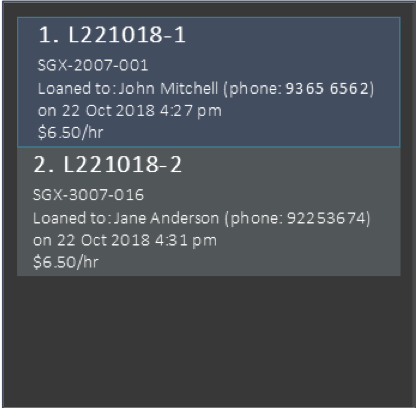 1. L221018-1
SGX-2007-001
Loaned to: John Mitchell (phone: 9365 6562)
on 22 Oct 2018 4:27 pm
$6.50/hr
2. L221018-2
SGX-3007-016
Loaned to: Jane Anderson (phone: 92253674)
on 22 Oct 2018 4:31 pm
$6.50/hr